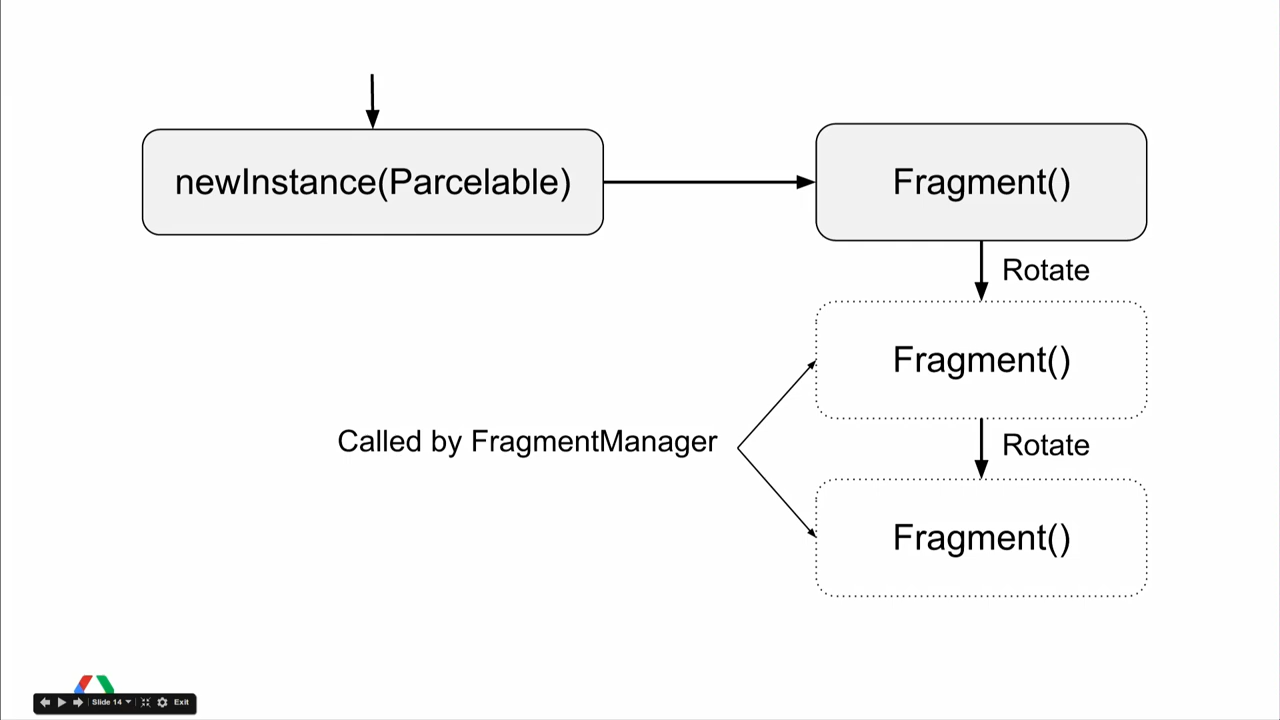 newInstance(Parcelable)
Fragment()
Rotate
Fragment()
Called by FragmentManager
Rotate
Fragment()
Slide 14
Exit